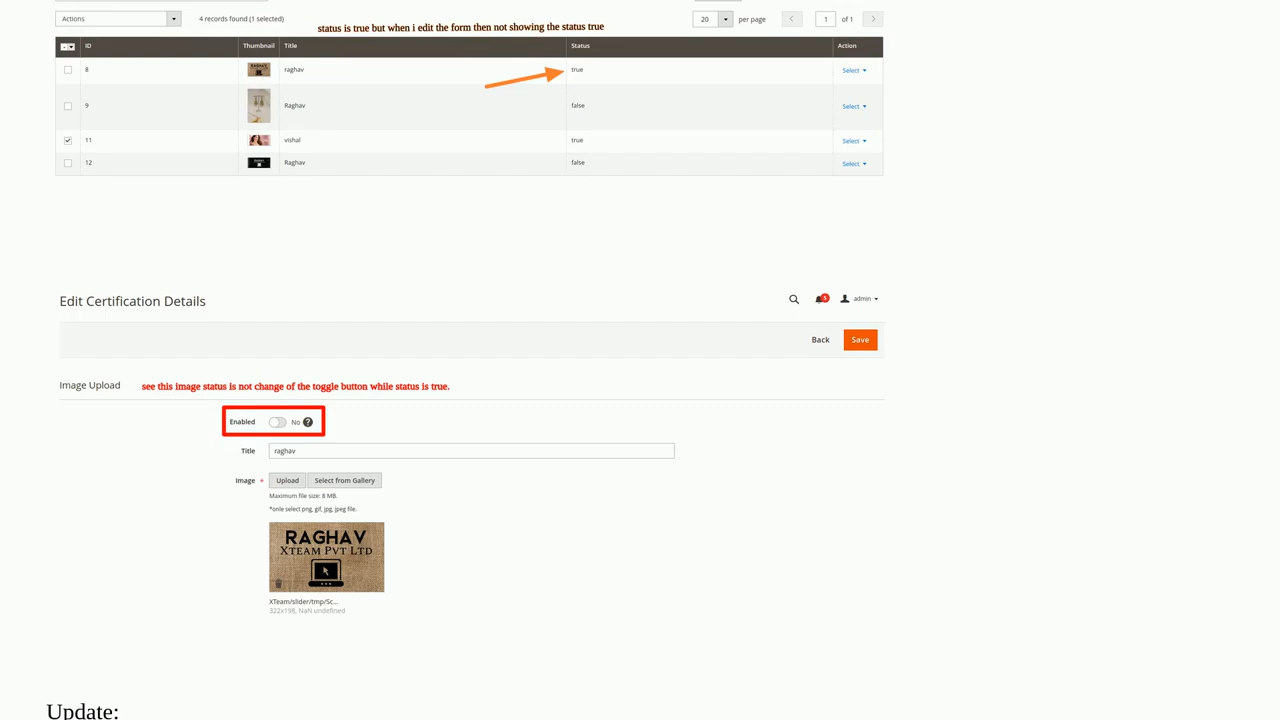 Actions 4 records found (1 selected) 20 per page 1 of 1
status is true but when i edit the form then not showing the status true
ID Thumbnail Title Status Action
8 raghav true Select
9 Raghav false Select
11 vishal true Select
12 Raghav false Select
Edit Certification Details
5 admin
Back Save
Image Upload see this image status is not change of the toggle button while status is true.
Enabled No ?
Title raghav
Image * Upload Select from Gallery
Maximum file size: 8 MB.
*onle select png, gif, jpg, jpeg file.
RAGHAV
XTEAM PVT LTD
XTeam/slider/tmp/Sc...
322x198, NaN undefined
Update: